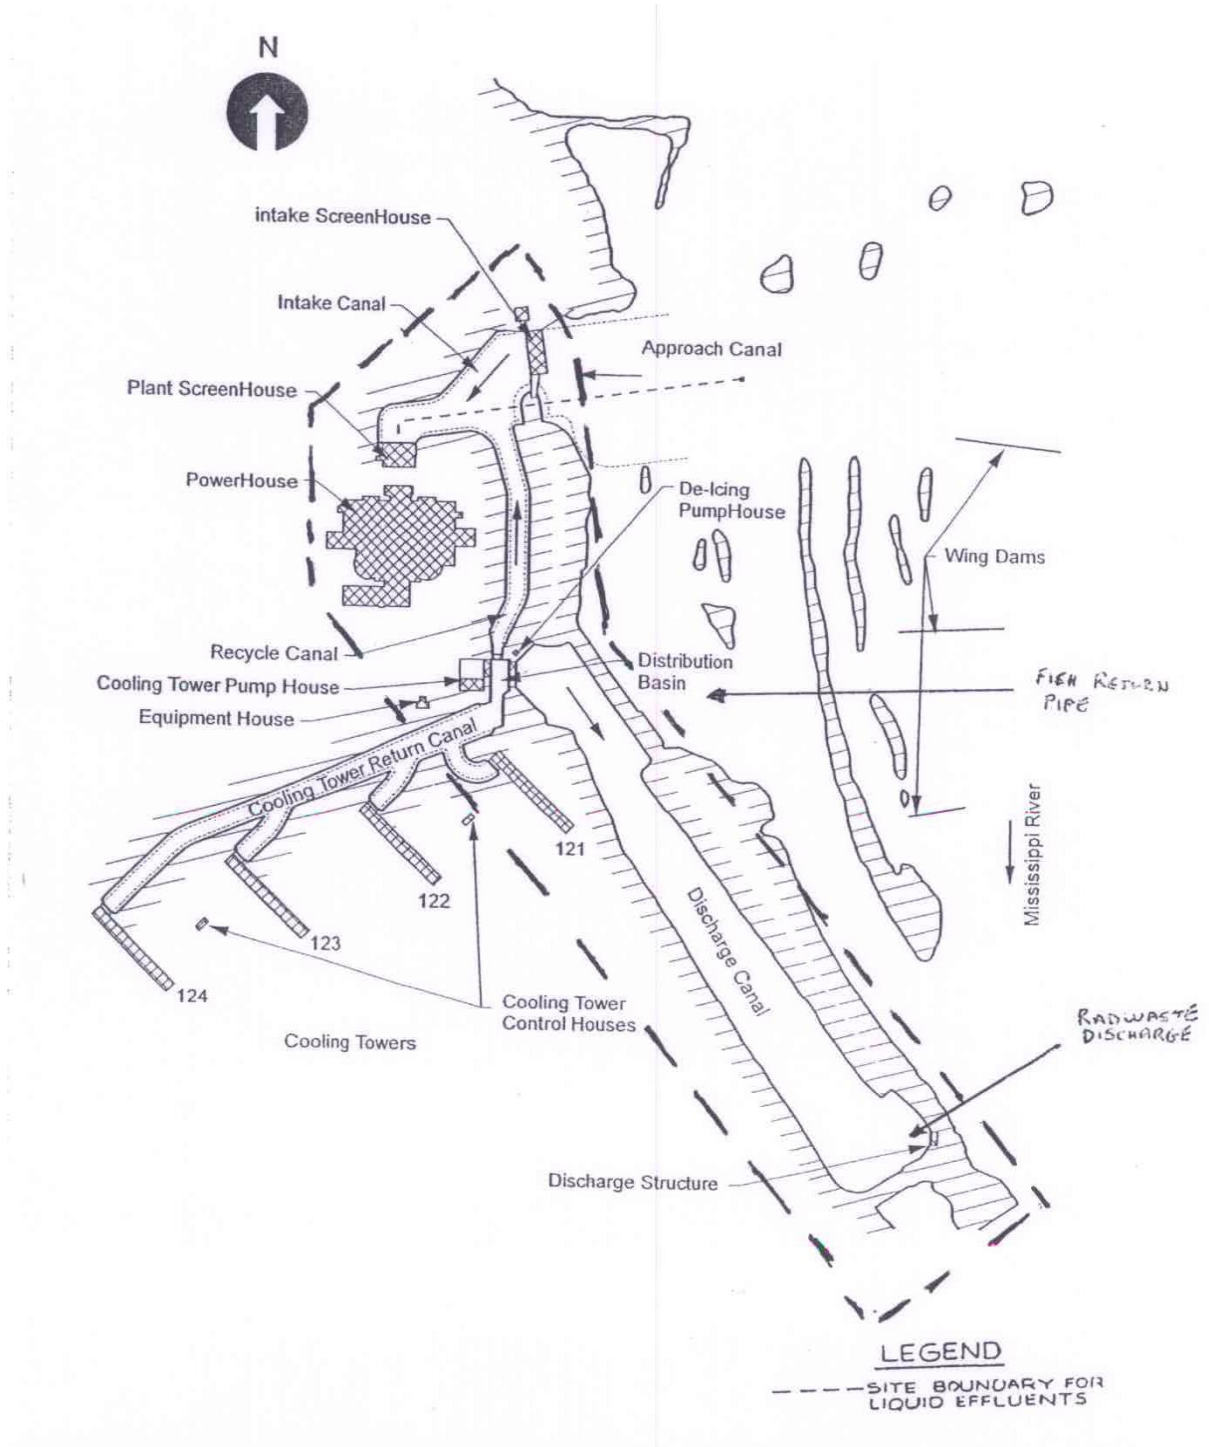 N
intake ScreenHouse
Intake Canal
Approach Canal
Plant ScreenHouse
PowerHouse
De-Icing
PumpHouse
Wing Dams
Recycle Canal
Distribution
Basin
Cooling Tower Pump House
FISH RETURN
PIPE
Equipment House
Cooling Tower Return Canal
Mississippi River
121
122
123
124
Discharge Canal
Cooling Tower
Control Houses
RADWASTE
DISCHARGE
Cooling Towers
Discharge Structure
LEGEND
SITE BOUNDARY FOR
LIQUID EFFLUENTS